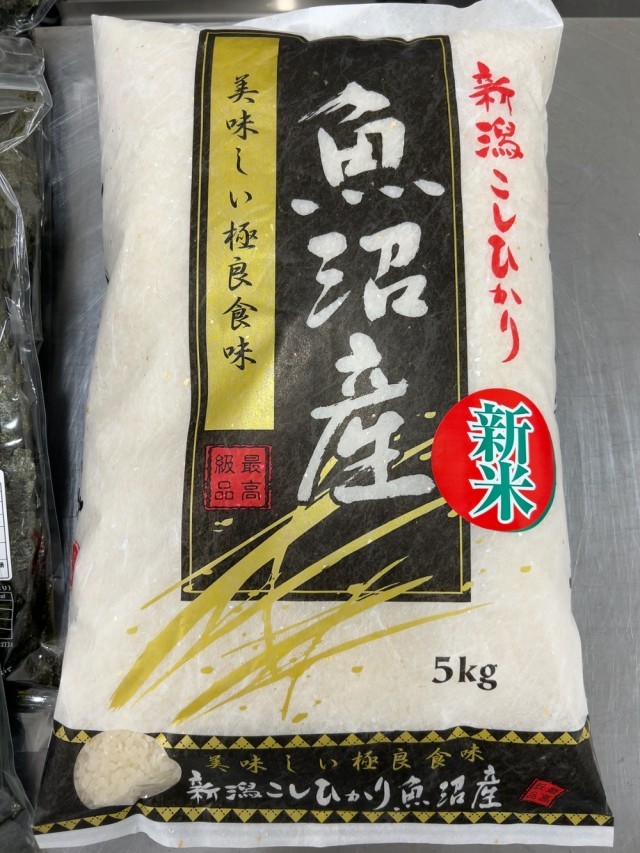 新潟こしひかり
魚沼産
美味しい極良食味
最高
級品
新米
5kg
美味しい極良食味
新潟こしひかり魚沼産